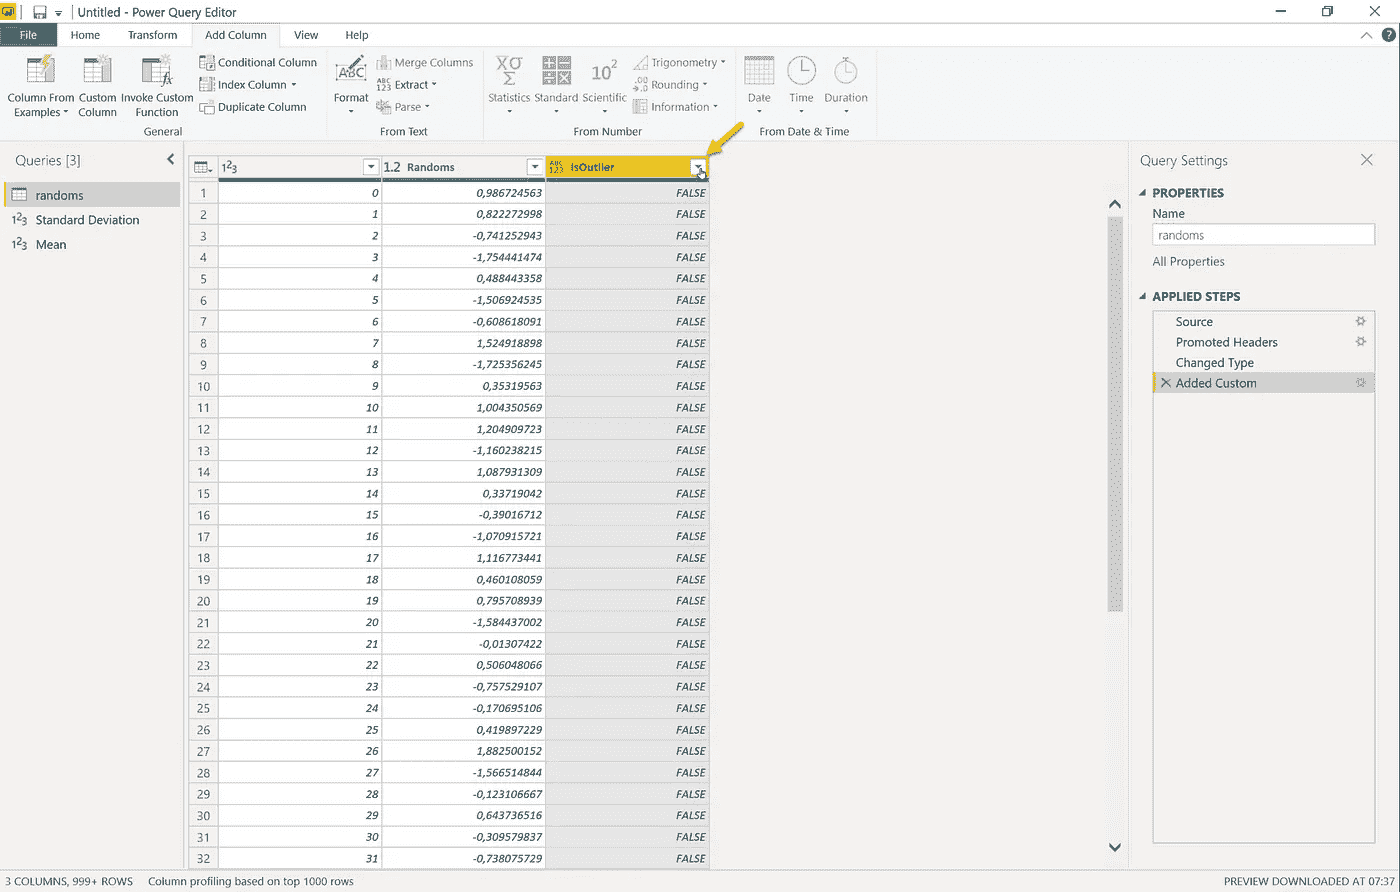 Untitled - Power Query Editor
File Home Transform Add Column View Help
Column From Examples
Custom Column
Invoke Custom Function
Conditional Column
Index Column
Duplicate Column
General
ABC
Format
Merge Columns
ABC 123 Extract
Parse
From Text
XO Σ
Statistics
Standard
10²
Scientific
Trigonometry
Rounding
Information
From Number
Date
Time
Duration
From Date & Time
Queries [3]
randoms
1²3 Standard Deviation
1²3 Mean
1²3 1.2 Randoms ABC 123 IsOutlier
1 0 0,986724563 FALSE
2 1 0,822272998 FALSE
3 2 -0,741252943 FALSE
4 3 -1,754441474 FALSE
5 4 0,488443358 FALSE
6 5 -1,506924535 FALSE
7 6 -0,608618091 FALSE
8 7 1,524918898 FALSE
9 8 -1,725356245 FALSE
10 9 0,35319563 FALSE
11 10 1,004350569 FALSE
12 11 1,204909723 FALSE
13 12 -1,160238215 FALSE
14 13 1,087931309 FALSE
15 14 0,33719042 FALSE
16 15 -0,39016712 FALSE
17 16 -1,070915721 FALSE
18 17 1,116773441 FALSE
19 18 0,460108059 FALSE
20 19 0,795708939 FALSE
21 20 -1,584437002 FALSE
22 21 -0,01307422 FALSE
23 22 0,506048066 FALSE
24 23 -0,757529107 FALSE
25 24 -0,170695106 FALSE
26 25 0,419897229 FALSE
27 26 1,882500152 FALSE
28 27 -1,566514844 FALSE
29 28 -0,123106667 FALSE
30 29 0,643736516 FALSE
31 30 -0,309579837 FALSE
32 31 -0,738075729 FALSE
Query Settings
PROPERTIES
Name
randoms
All Properties
APPLIED STEPS
Source
Promoted Headers
Changed Type
Added Custom
3 COLUMNS, 999+ ROWS Column profiling based on top 1000 rows
PREVIEW DOWNLOADED AT 07:37